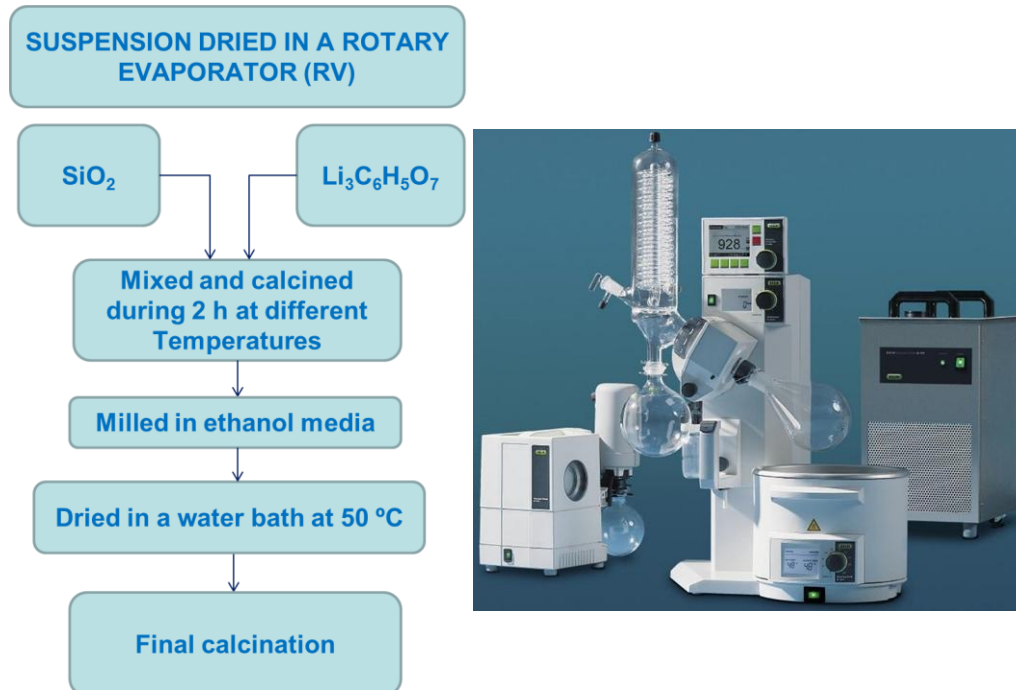 SUSPENSION DRIED IN A ROTARY
EVAPORATOR (RV)
SiO₂
Li₃C₆H₅O₇
Mixed and calcined
during 2 h at different
Temperatures
Milled in ethanol media
Dried in a water bath at 50 ºC
Final calcination
928